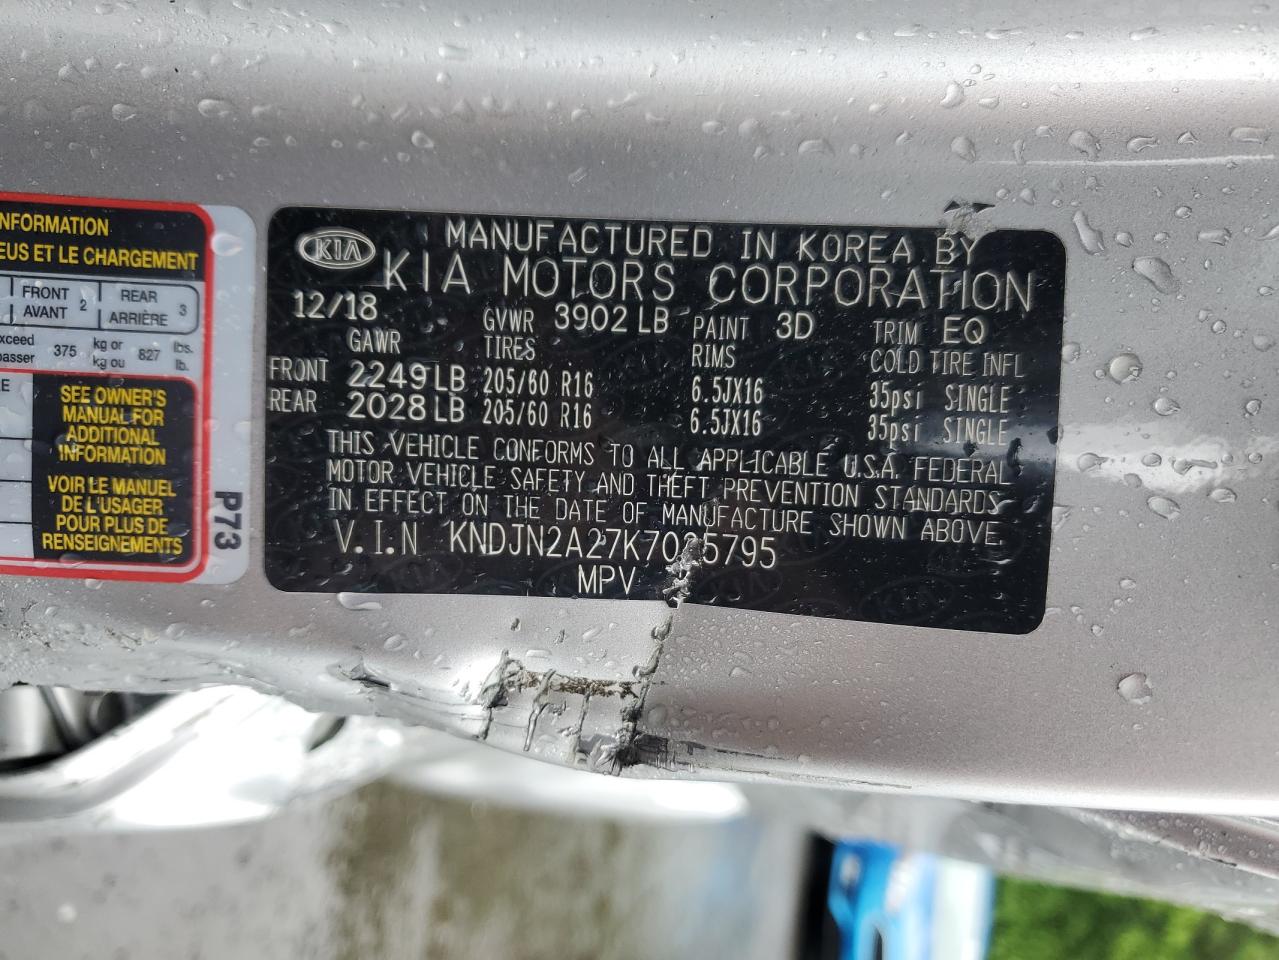 NFORMATION
EUS ET LE CHARGEMENT
FRONT
AVANT 2
REAR
ARRIÈRE 3
xceed
passer 375 kg or
kg ou 827 lbs.
lb.
RE
SEE OWNER'S
MANUAL FOR
ADDITIONAL
INFORMATION
VOIR LE MANUEL
DE L'USAGER
POUR PLUS DE
RENSEIGNEMENTS
P73
KIA
MANUFACTURED IN KOREA BY
KIA MOTORS CORPORATION
12/18 GVWR 3902 LB PAINT 3D TRIM EQ
GAWR TIRES RIMS COLD TIRE INFL
FRONT 2249 LB 205/60 R16 6.5JX16 35psi SINGLE
REAR 2028 LB 205/60 R16 6.5JX16 35psi SINGLE
THIS VEHICLE CONFORMS TO ALL APPLICABLE U.S.A. FEDERAL
MOTOR VEHICLE SAFETY AND THEFT PREVENTION STANDARDS
IN EFFECT ON THE DATE OF MANUFACTURE SHOWN ABOVE.
V.I.N KNDJN2A27K7025795
MPV